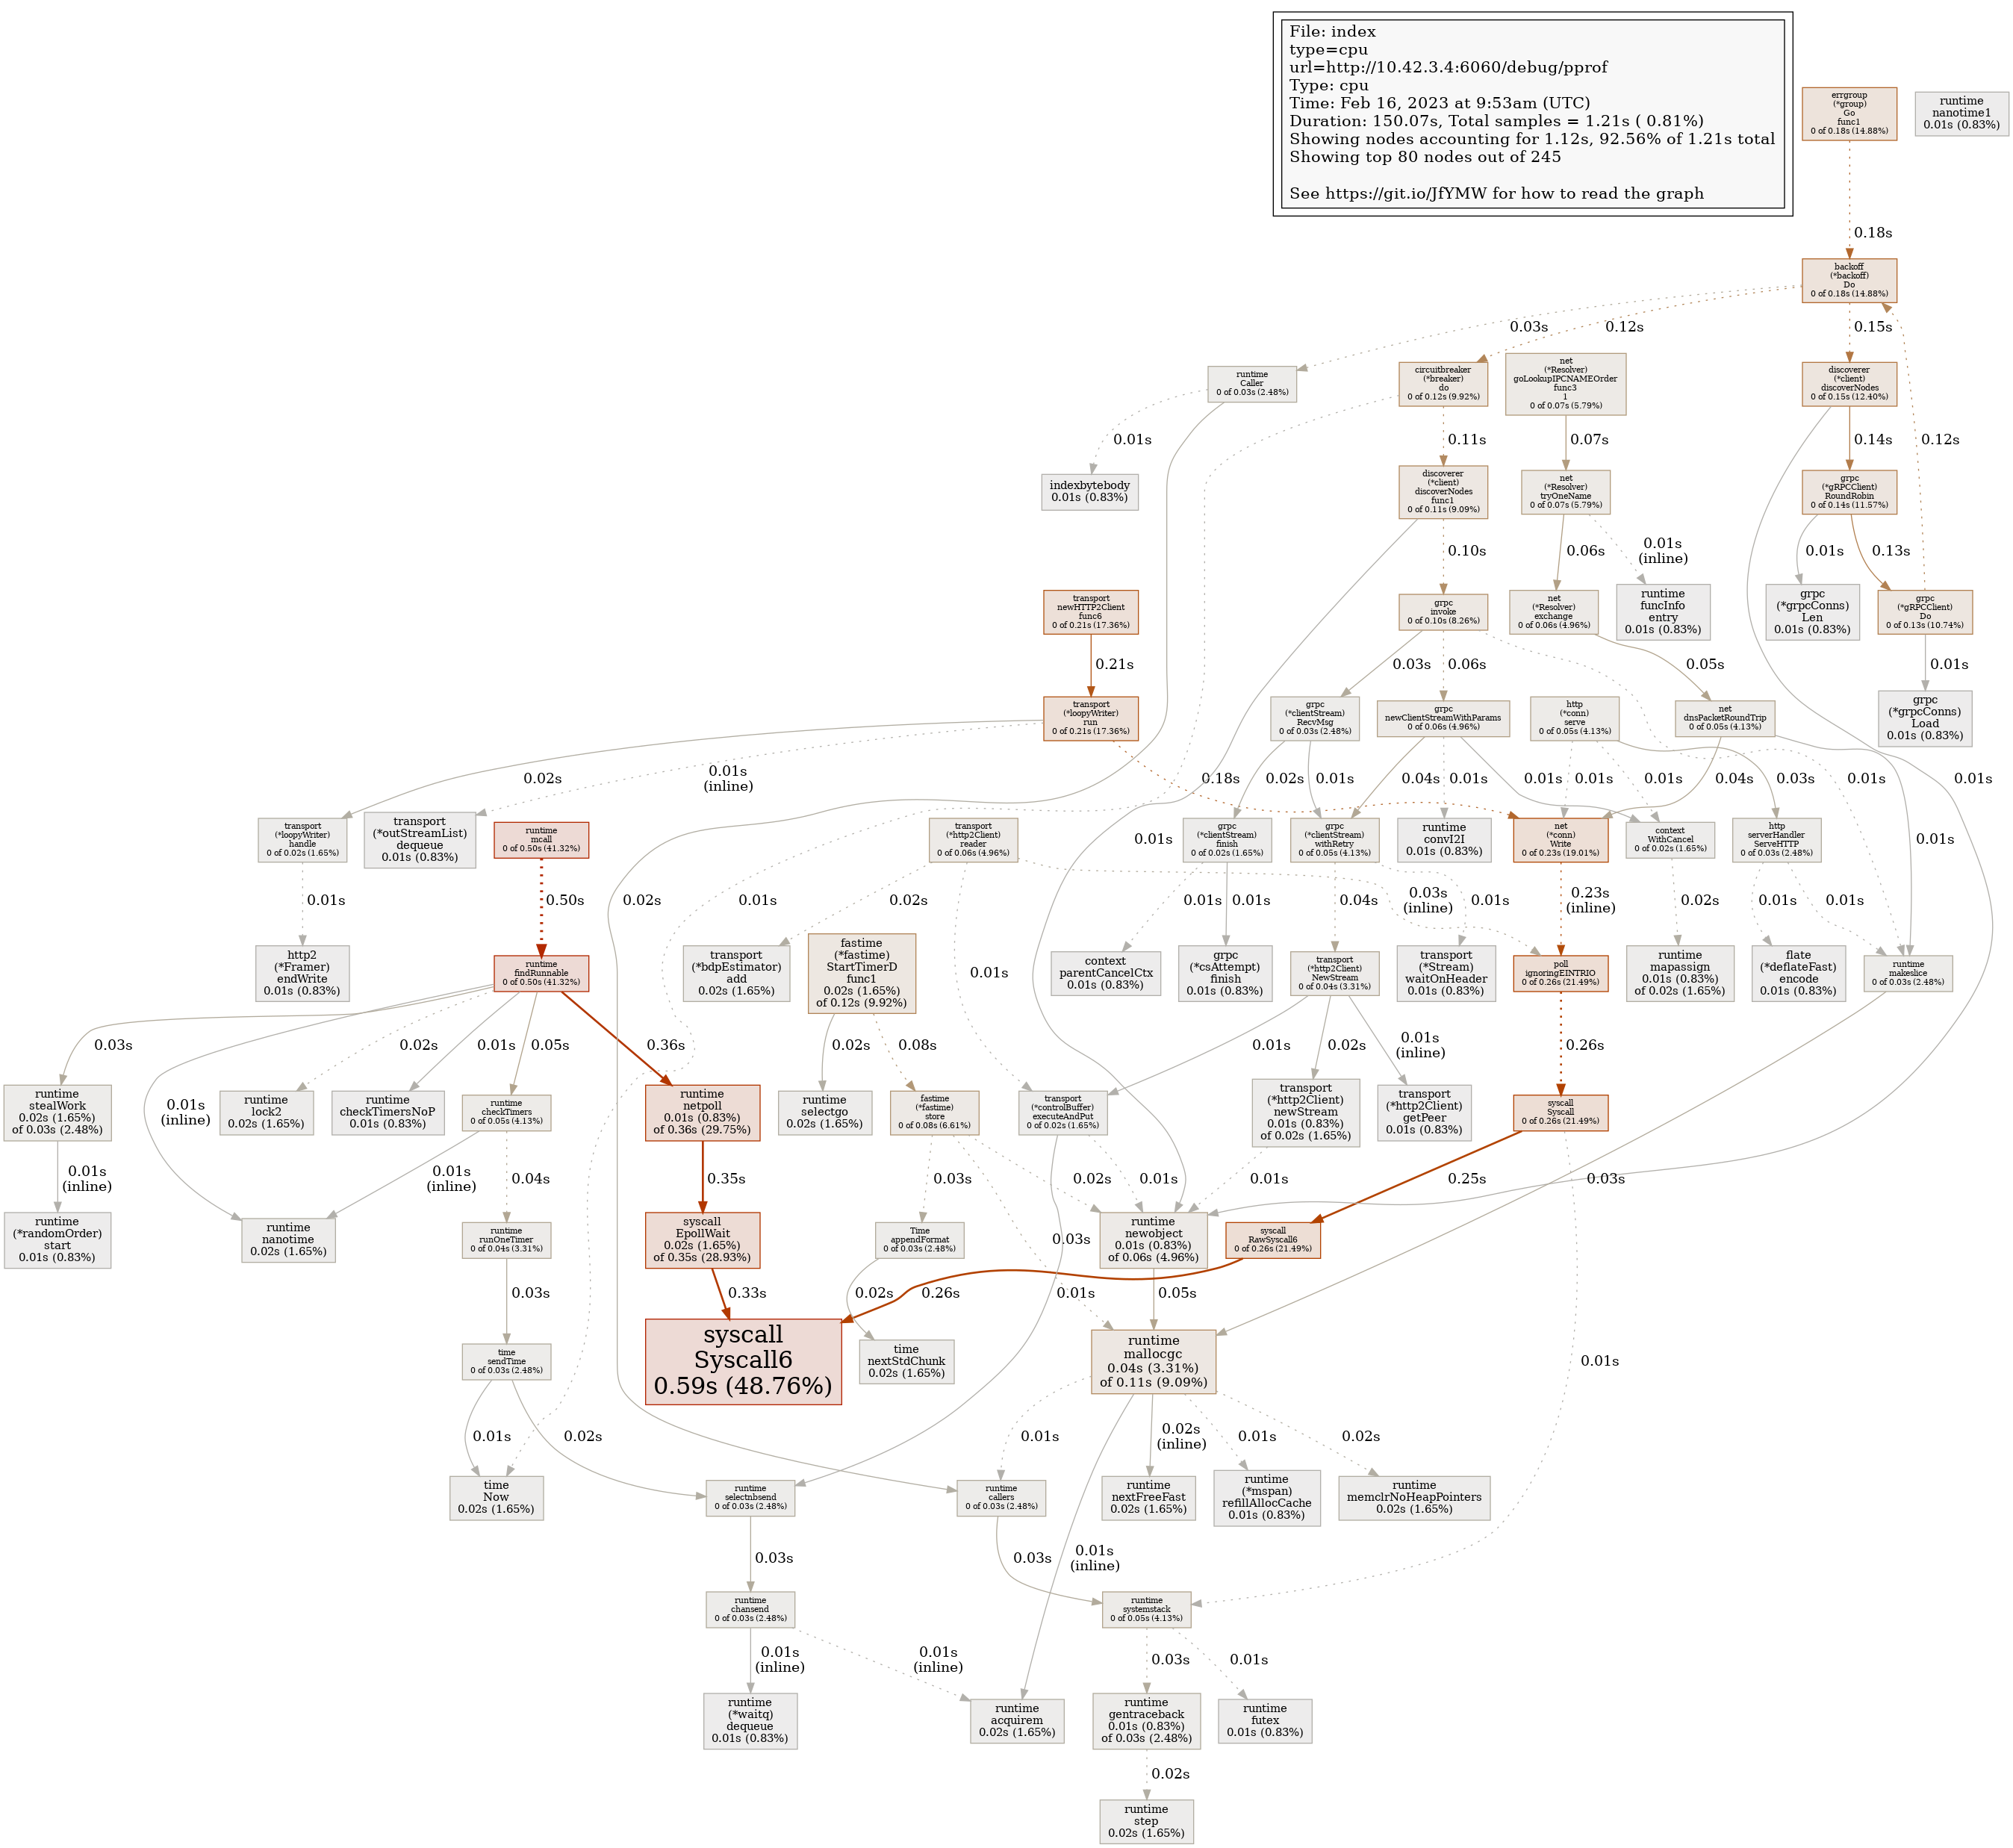 File: index
type=cpu
url=http://10.42.3.4:6060/debug/pprof
Type: cpu
Time: Feb 16, 2023 at 9:53am (UTC)
Duration: 150.07s, Total samples = 1.21s ( 0.81%)
Showing nodes accounting for 1.12s, 92.56% of 1.21s total
Showing top 80 nodes out of 245
See https://git.io/JfYMW for how to read the graph
errgroup
(*group)
Go
func1
0 of 0.18s (14.88%)
runtime
nanotime1
0.01s (0.83%)
0.18s
backoff
(*backoff)
Do
0 of 0.18s (14.88%)
0.03s
0.12s
0.15s
runtime
Caller
0 of 0.03s (2.48%)
circuitbreaker
(*breaker)
do
0 of 0.12s (9.92%)
net
(*Resolver)
goLookupIPCNAMEOrder
func3
1
0 of 0.07s (5.79%)
discoverer
(*client)
discoverNodes
0 of 0.15s (12.40%)
0.01s
0.11s
0.07s
0.14s
0.12s
indexbytebody
0.01s (0.83%)
discoverer
(*client)
discoverNodes
func1
0 of 0.11s (9.09%)
net
(*Resolver)
tryOneName
0 of 0.07s (5.79%)
grpc
(*gRPCClient)
RoundRobin
0 of 0.14s (11.57%)
0.10s
0.06s
0.01s
(inline)
0.01s
0.13s
transport
newHTTP2Client
func6
0 of 0.21s (17.36%)
grpc
invoke
0 of 0.10s (8.26%)
net
(*Resolver)
exchange
0 of 0.06s (4.96%)
runtime
funcInfo
entry
0.01s (0.83%)
grpc
(*grpcConns)
Len
0.01s (0.83%)
grpc
(*gRPCClient)
Do
0 of 0.13s (10.74%)
0.21s
0.03s
0.06s
0.05s
0.01s
transport
(*loopyWriter)
run
0 of 0.21s (17.36%)
grpc
(*clientStream)
RecvMsg
0 of 0.03s (2.48%)
grpc
newClientStreamWithParams
0 of 0.06s (4.96%)
http
(*conn)
serve
0 of 0.05s (4.13%)
net
dnsPacketRoundTrip
0 of 0.05s (4.13%)
grpc
(*grpcConns)
Load
0.01s (0.83%)
0.02s
0.01s
(inline)
0.18s
0.02s
0.01s
0.04s
0.01s
0.01s
0.01s
0.01s
0.03s
0.04s
0.01s
0.01s
transport
(*loopyWriter)
handle
0 of 0.02s (1.65%)
transport
(*outStreamList)
dequeue
0.01s (0.83%)
runtime
mcall
0 of 0.50s (41.32%)
transport
(*http2Client)
reader
0 of 0.06s (4.96%)
grpc
(*clientStream)
finish
0 of 0.02s (1.65%)
grpc
(*clientStream)
withRetry
0 of 0.05s (4.13%)
runtime
convI2I
0.01s (0.83%)
net
(*conn)
Write
0 of 0.23s (19.01%)
context
WithCancel
0 of 0.02s (1.65%)
http
serverHandler
ServeHTTP
0 of 0.03s (2.48%)
0.01s
0.01s
0.50s
0.02s
0.01s
0.02s
0.01s
0.01s
0.04s
0.03s
(inline)
0.01s
0.23s
(inline)
0.02s
0.01s
0.01s
http2
(*Framer)
endWrite
0.01s (0.83%)
runtime
findRunnable
0 of 0.50s (41.32%)
transport
(*bdpEstimator)
add
0.02s (1.65%)
fastime
(*fastime)
StartTimerD
func1
0.02s (1.65%)
of 0.12s (9.92%)
context
parentCancelCtx
0.01s (0.83%)
grpc
(*csAttempt)
finish
0.01s (0.83%)
transport
(*http2Client)
NewStream
0 of 0.04s (3.31%)
transport
(*Stream)
waitOnHeader
0.01s (0.83%)
poll
ignoringEINTRIO
0 of 0.26s (21.49%)
runtime
mapassign
0.01s (0.83%)
of 0.02s (1.65%)
flate
(*deflateFast)
encode
0.01s (0.83%)
runtime
makeslice
0 of 0.03s (2.48%)
0.01s
0.03s
0.01s
(inline)
0.02s
0.01s
0.05s
0.36s
0.02s
0.08s
0.01s
0.02s
0.01s
(inline)
0.26s
runtime
stealWork
0.02s (1.65%)
of 0.03s (2.48%)
runtime
lock2
0.02s (1.65%)
runtime
checkTimersNoP
0.01s (0.83%)
runtime
checkTimers
0 of 0.05s (4.13%)
runtime
netpoll
0.01s (0.83%)
of 0.36s (29.75%)
runtime
selectgo
0.02s (1.65%)
fastime
(*fastime)
store
0 of 0.08s (6.61%)
transport
(*controlBuffer)
executeAndPut
0 of 0.02s (1.65%)
transport
(*http2Client)
newStream
0.01s (0.83%)
of 0.02s (1.65%)
transport
(*http2Client)
getPeer
0.01s (0.83%)
syscall
Syscall
0 of 0.26s (21.49%)
0.01s
(inline)
0.01s
(inline)
0.04s
0.35s
0.03s
0.03s
0.02s
0.01s
0.01s
0.25s
0.03s
runtime
(*randomOrder)
start
0.01s (0.83%)
runtime
nanotime
0.02s (1.65%)
runtime
runOneTimer
0 of 0.04s (3.31%)
syscall
EpollWait
0.02s (1.65%)
of 0.35s (28.93%)
Time
appendFormat
0 of 0.03s (2.48%)
runtime
newobject
0.01s (0.83%)
of 0.06s (4.96%)
syscall
RawSyscall6
0 of 0.26s (21.49%)
0.03s
0.33s
0.02s
0.26s
0.01s
0.05s
0.01s
time
sendTime
0 of 0.03s (2.48%)
syscall
Syscall6
0.59s (48.76%)
time
nextStdChunk
0.02s (1.65%)
runtime
mallocgc
0.04s (3.31%)
of 0.11s (9.09%)
0.01s
0.02s
0.01s
0.02s
(inline)
0.01s
0.02s
time
Now
0.02s (1.65%)
runtime
selectnbsend
0 of 0.03s (2.48%)
runtime
callers
0 of 0.03s (2.48%)
runtime
nextFreeFast
0.02s (1.65%)
runtime
(*mspan)
refillAllocCache
0.01s (0.83%)
runtime
memclrNoHeapPointers
0.02s (1.65%)
0.03s
0.03s
0.01s
(inline)
runtime
chansend
0 of 0.03s (2.48%)
runtime
systemstack
0 of 0.05s (4.13%)
0.01s
(inline)
0.01s
(inline)
0.03s
0.01s
runtime
(*waitq)
dequeue
0.01s (0.83%)
runtime
acquirem
0.02s (1.65%)
runtime
gentraceback
0.01s (0.83%)
of 0.03s (2.48%)
runtime
futex
0.01s (0.83%)
0.02s
runtime
step
0.02s (1.65%)